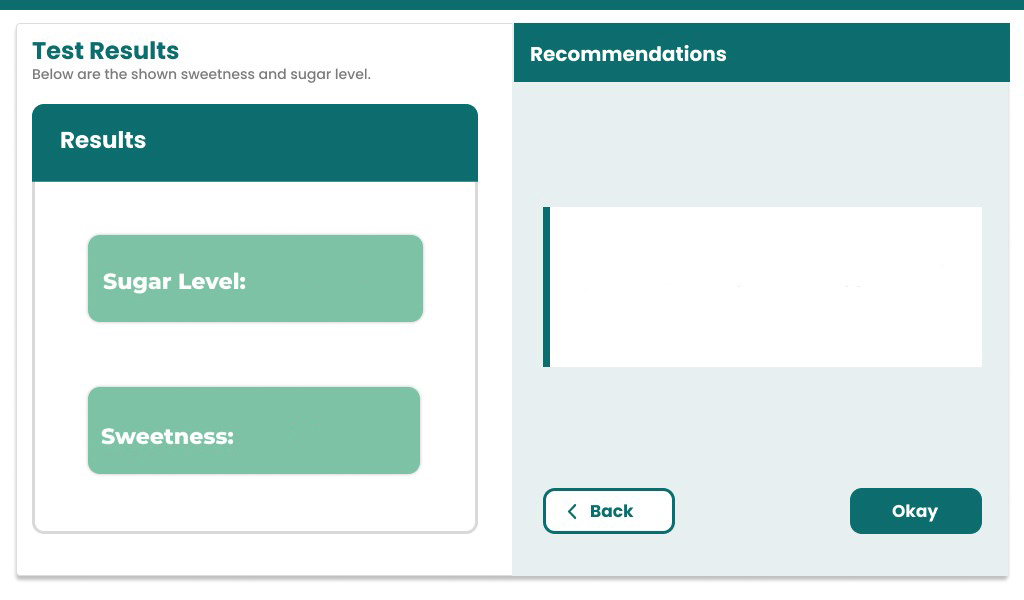 Test Results
Below are the shown sweetness and sugar level.
Results
Sugar Level:
Sweetness:
Recommendations
Back
Okay